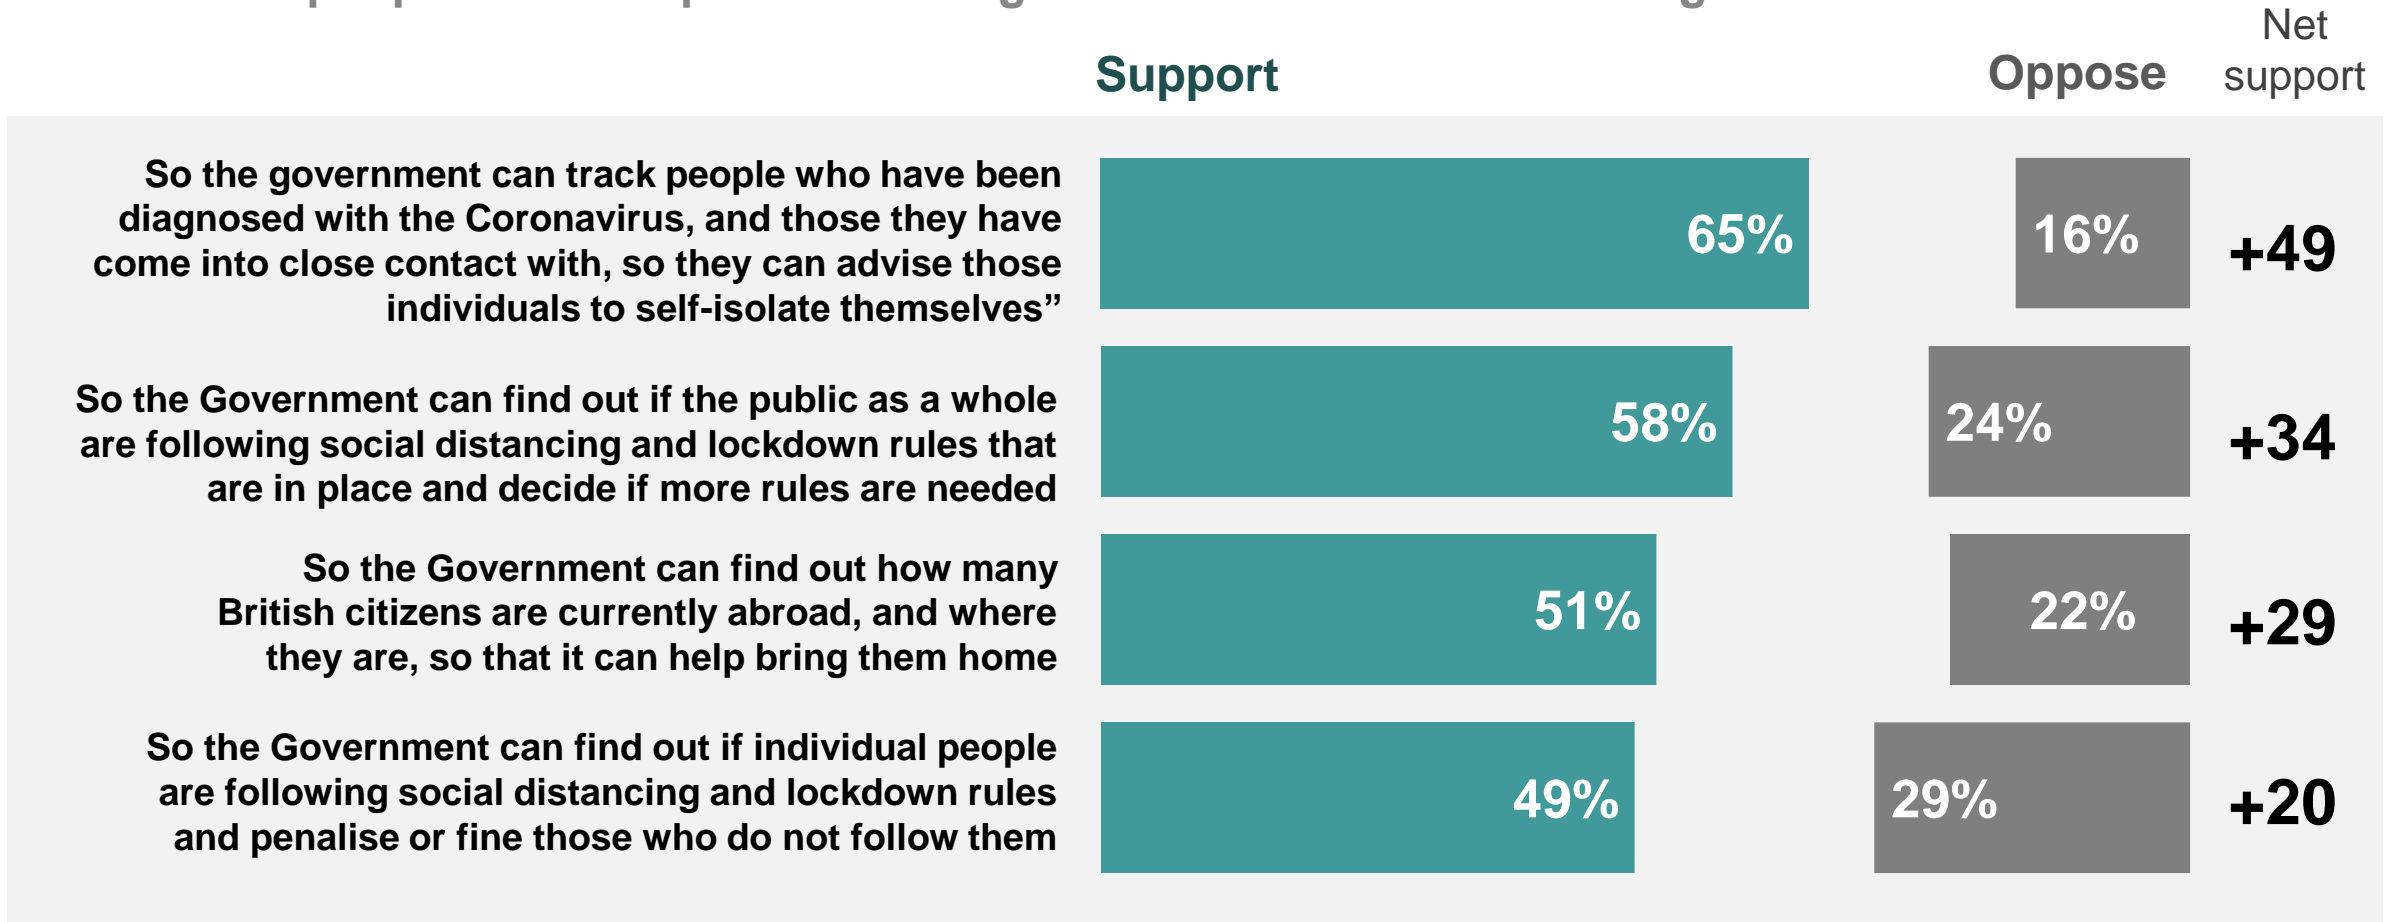 Net
Support
Oppose
support
So the government can track people who have been
diagnosed with the Coronavirus, and those they have
come into close contact with, so they can advise those
individuals to self-isolate themselves”
65%
16%
+49
So the Government can find out if the public as a whole
are following social distancing and lockdown rules that
are in place and decide if more rules are needed
58%
24%
+34
So the Government can find out how many
British citizens are currently abroad, and where
they are, so that it can help bring them home
51%
22%
+29
So the Government can find out if individual people
are following social distancing and lockdown rules
and penalise or fine those who do not follow them
49%
29%
+20